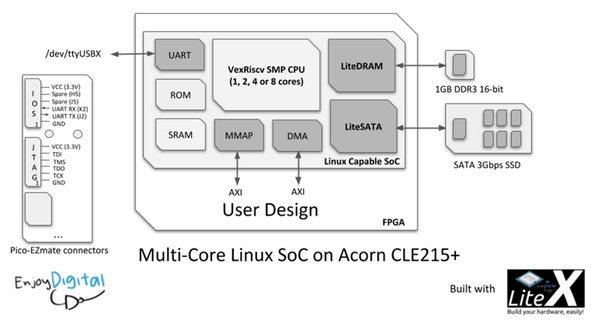 /dev/ttyUSBX
UART
VexRiscv SMP CPU
(1, 2, 4 or 8 cores)
LiteDRAM
1GB DDR3 16-bit
ROM
SRAM
MMAP
DMA
LiteSATA
Linux Capable SoC
SATA 3Gbps SSD
AXI
AXI
User Design
FPGA
IOS
1
VCC (3.3V)
Spare (H5)
Spare (J5)
UART RX (K2)
UART TX (J2)
GND
JTAG
1
VCC (3.3V)
TDI
TMS
TDO
TCK
GND
...
Pico-EZmate connectors
Multi-Core Linux SoC on Acorn CLE215+
EnjoyDigital
Built with
LiteX
Build your hardware, easily!